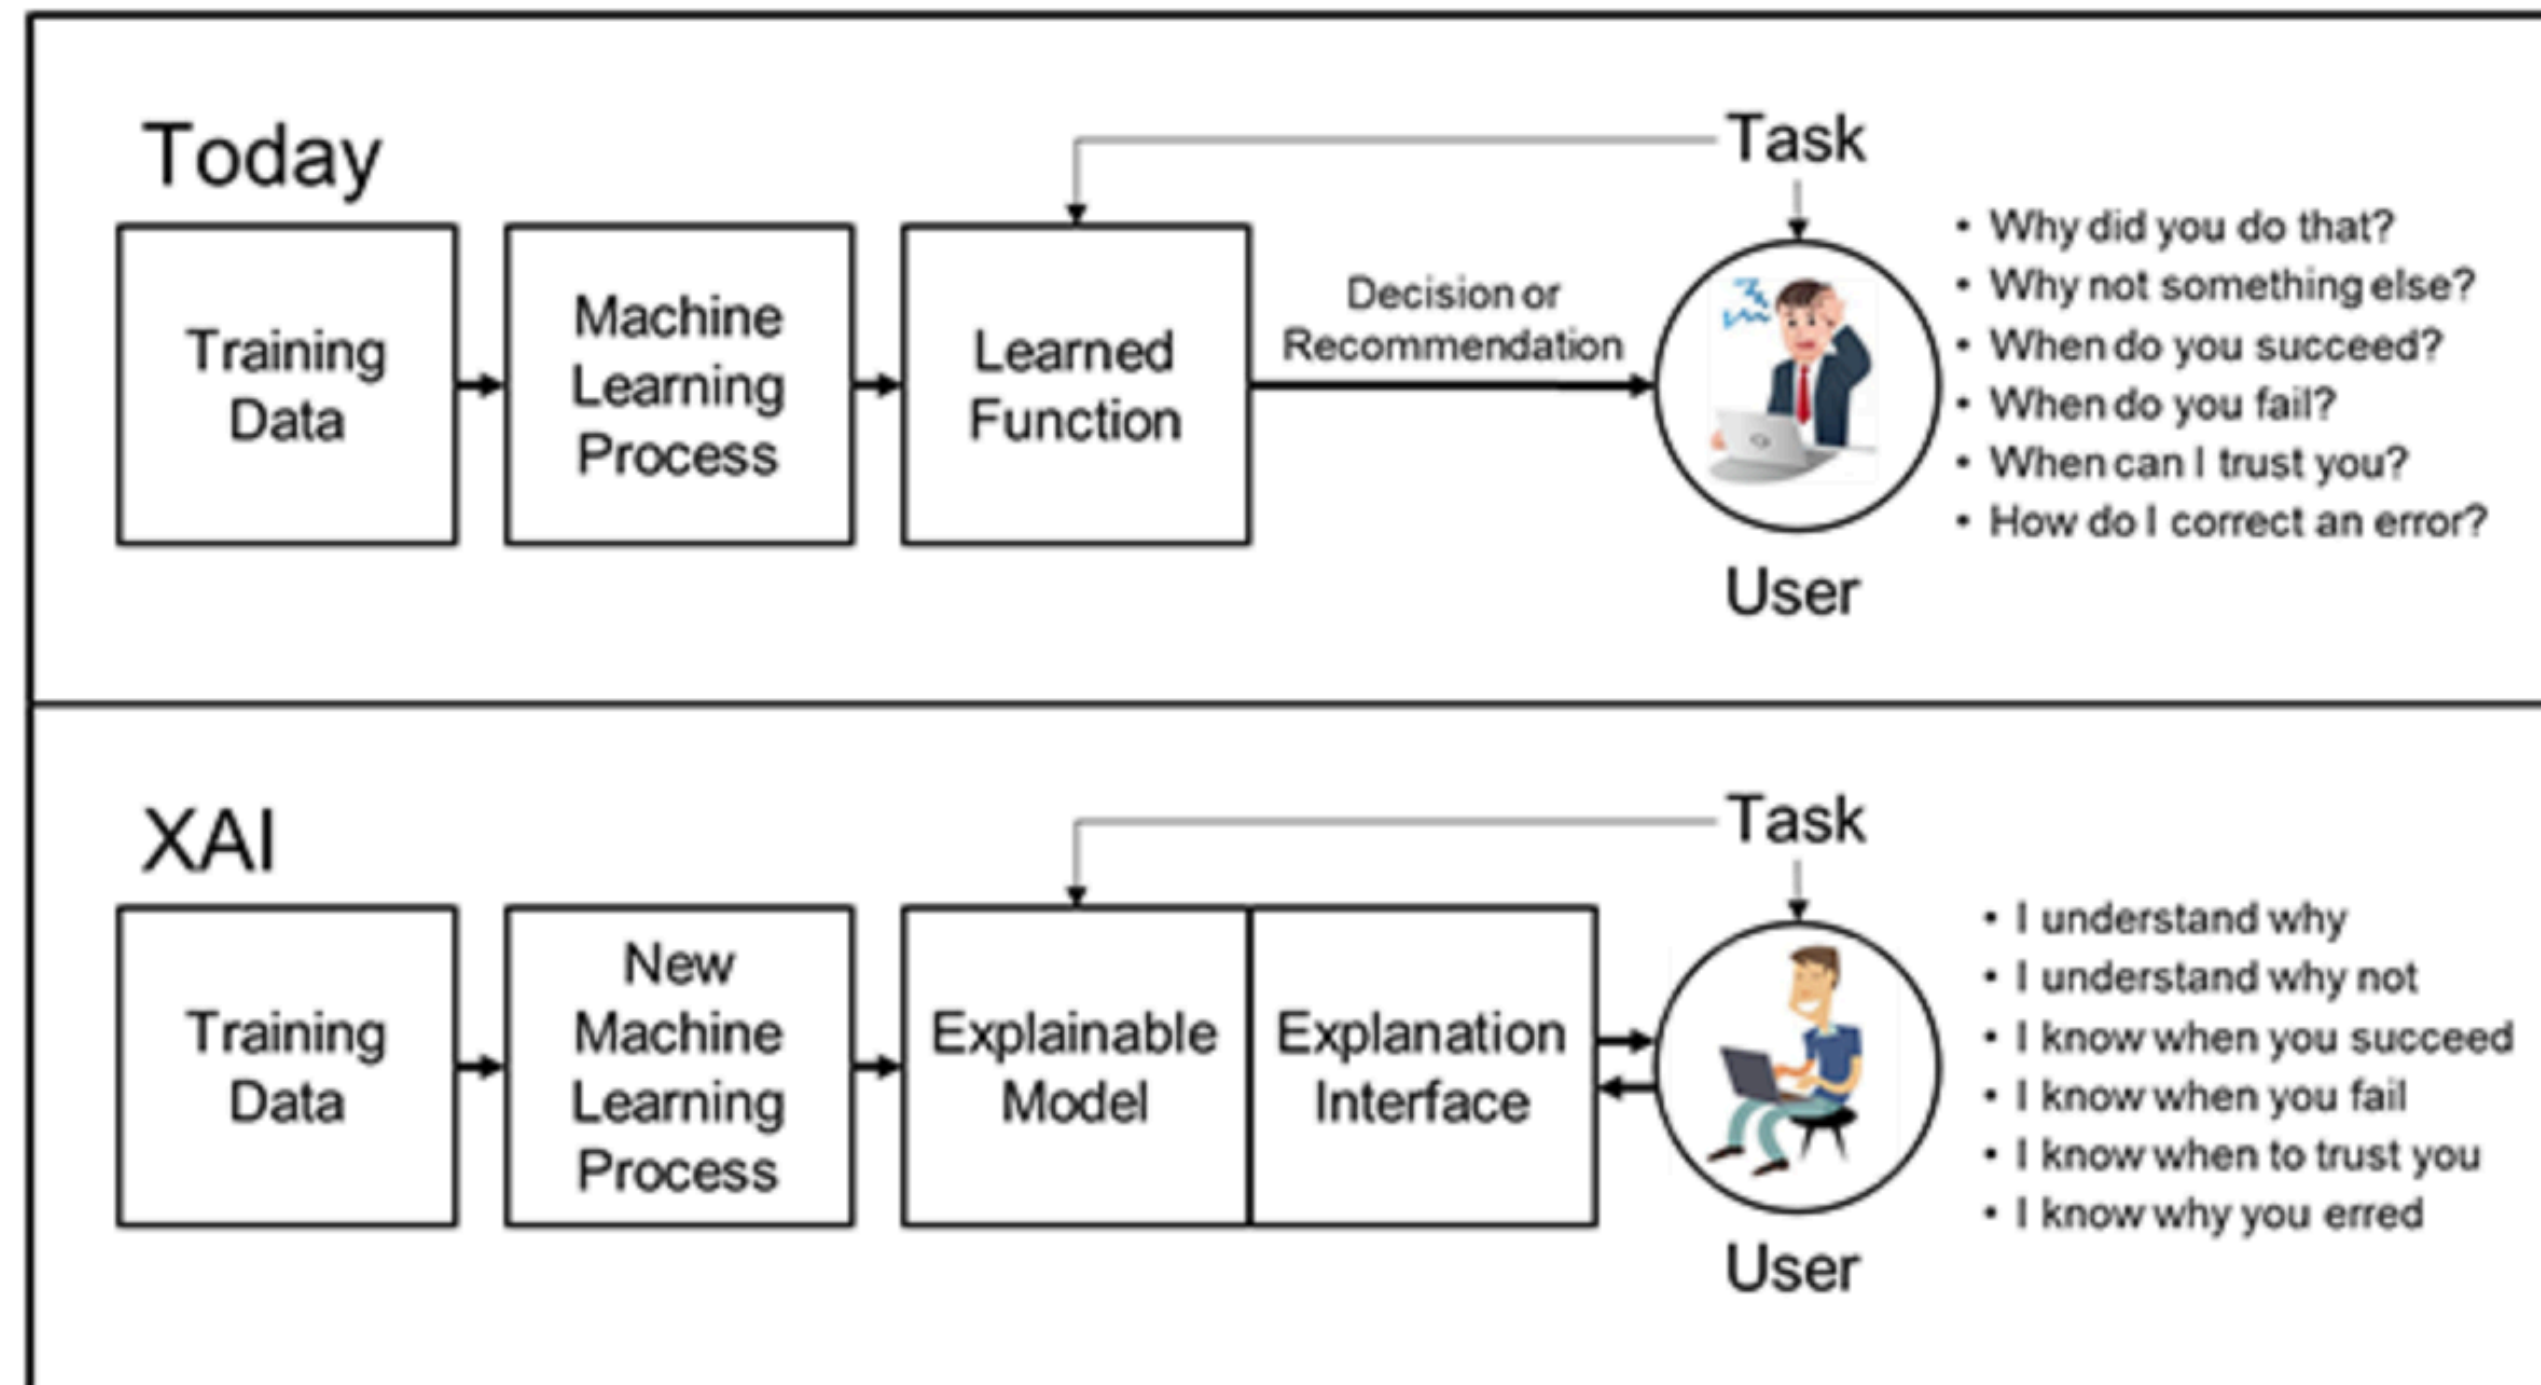 Today
Task
Training
Data
Machine
Learning
Process
Learned
Function
Decision or
Recommendation
• Why did you do that?
• Why not something else?
• When do you succeed?
• When do you fail?
• When can I trust you?
• How do I correct an error?
User
XAI
Task
Training
Data
New
Machine
Learning
Process
Explainable
Model
Explanation
Interface
• I understand why
• I understand why not
• I know when you succeed
• I know when you fail
• I know when to trust you
• I know why you erred
User